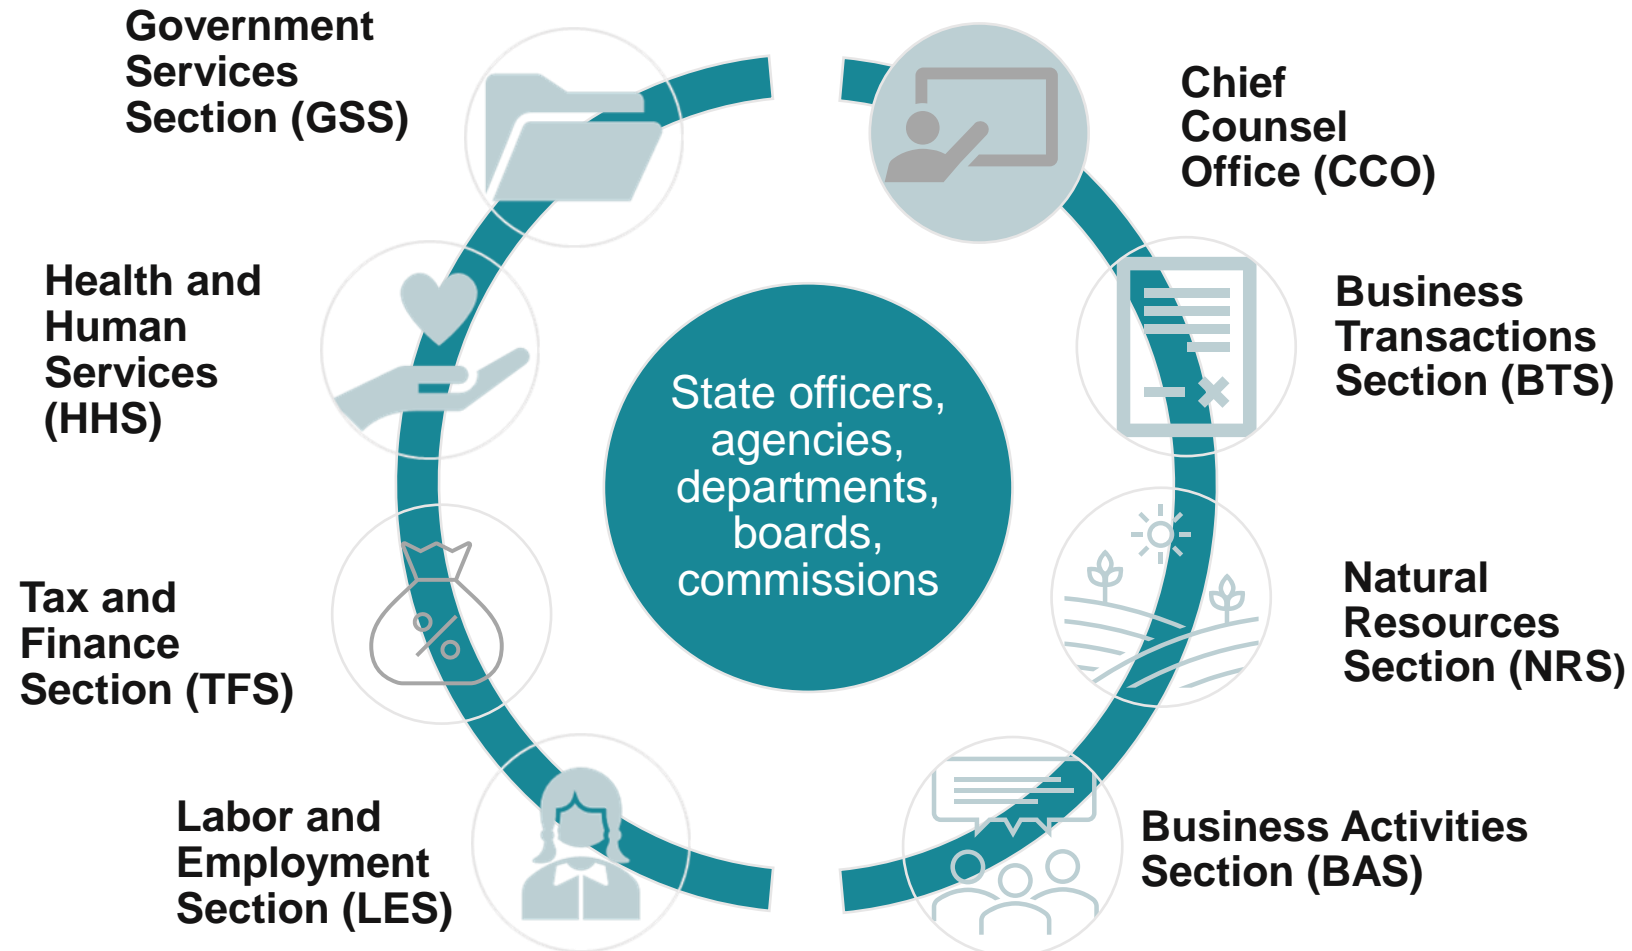 Government
Services
Section (GSS)
Chief
Counsel
Office (CCO)
Health and
Human
Services
(HHS)
Business
Transactions
Section (BTS)
State officers,
agencies,
departments,
boards,
commissions
Tax and
Finance
Section (TFS)
Natural
Resources
Section (NRS)
Labor and
Employment
Section (LES)
Business Activities
Section (BAS)